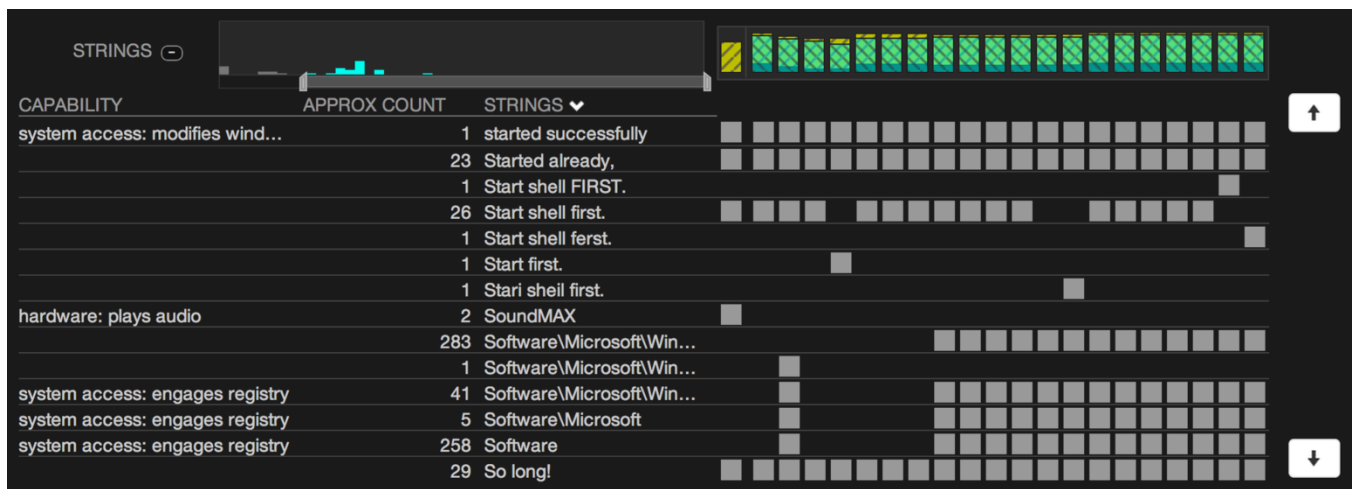 STRINGS
CAPABILITY APPROX COUNT STRINGS
system access: modifies wind… 1 started successfully
23 Started already,
1 Start shell FIRST.
26 Start shell first.
1 Start shell ferst.
1 Start first.
1 Stari sheil first.
hardware: plays audio 2 SoundMAX
283 Software\Microsoft\Win…
1 Software\Microsoft\Win…
system access: engages registry 41 Software\Microsoft\Win…
system access: engages registry 5 Software\Microsoft
system access: engages registry 258 Software
29 So long!